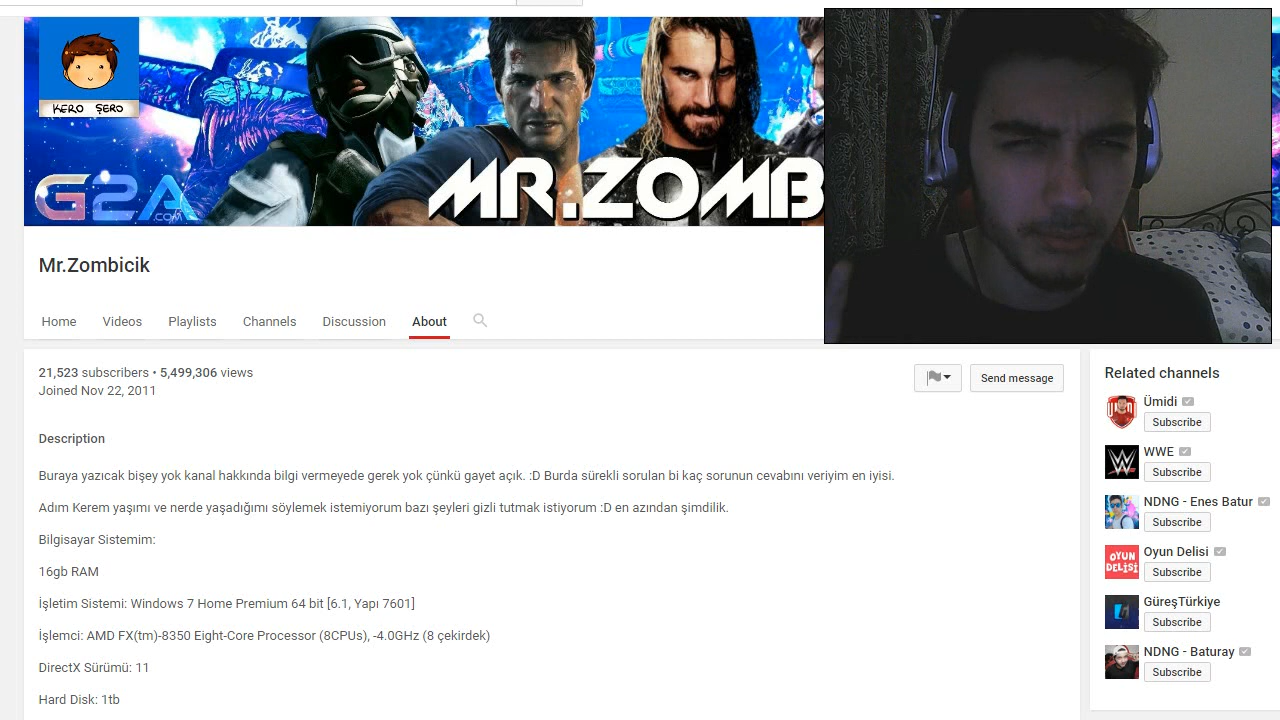 KERO ŞERO
G2A
.COM
MR.ZOMB
Mr.Zombicik
Home Videos Playlists Channels Discussion About
21,523 subscribers • 5,499,306 views
Joined Nov 22, 2011
Send message
Description
Buraya yazıcak bişey yok kanal hakkında bilgi vermeyede gerek yok çünkü gayet açık. :D Burda sürekli sorulan bi kaç sorunun cevabını veriyim en iyisi.
Adım Kerem yaşımı ve nerde yaşadığımı söylemek istemiyorum bazı şeyleri gizli tutmak istiyorum :D en azından şimdilik.
Bilgisayar Sistemim:
16gb RAM
İşletim Sistemi: Windows 7 Home Premium 64 bit [6.1, Yapı 7601]
İşlemci: AMD FX(tm)-8350 Eight-Core Processor (8CPUs), -4.0GHz (8 çekirdek)
DirectX Sürümü: 11
Hard Disk: 1tb
Related channels
Ümidi
Subscribe
WWE
Subscribe
NDNG - Enes Batur
Subscribe
OYUN
DELİSİ
Oyun Delisi
Subscribe
GüreşTürkiye
Subscribe
NDNG - Baturay
Subscribe